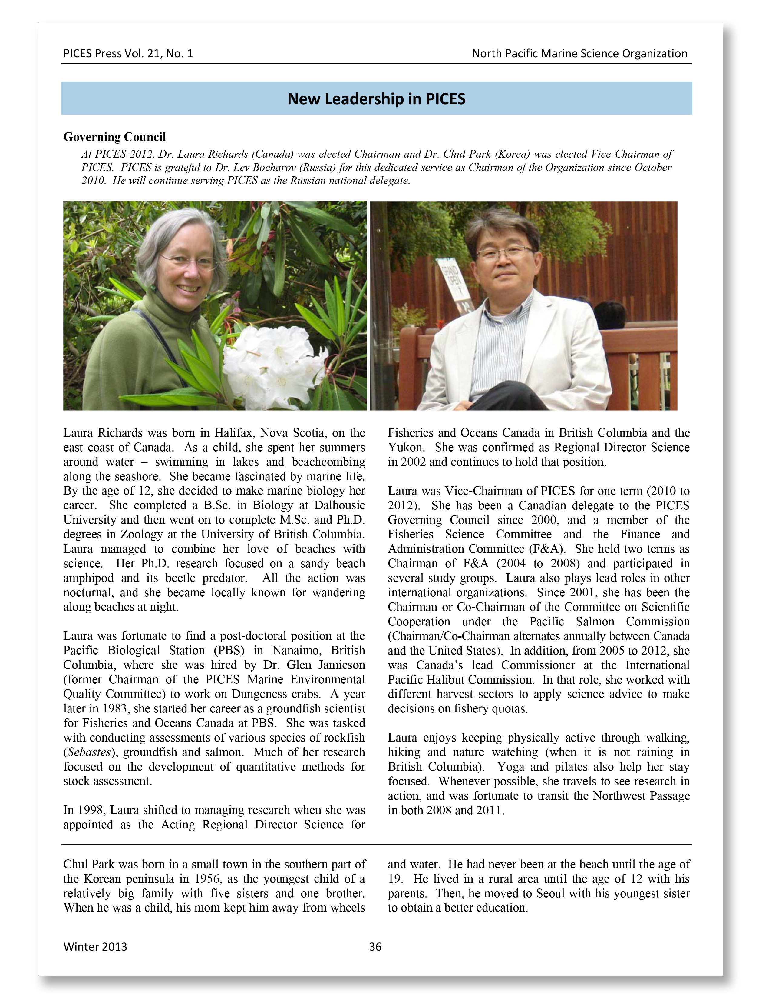 PICES Press Vol. 21, No. 1
North Pacific Marine Science Organization
New Leadership in PICES
Governing Council
At PICES-2012, Dr. Laura Richards (Canada) was elected Chairman and Dr. Chul Park (Korea) was elected Vice-Chairman of
PICES. PICES is grateful to Dr. Lev Bocharov (Russia) for this dedicated service as Chairman of the Organization since October
2010. He will continue serving PICES as the Russian national delegate.
GRAND
OPEN
Laura Richards was born in Halifax, Nova Scotia, on the
east coast of Canada. As a child, she spent her summers
around water – swimming in lakes and beachcombing
along the seashore. She became fascinated by marine life.
By the age of 12, she decided to make marine biology her
career. She completed a B.Sc. in Biology at Dalhousie
University and then went on to complete M.Sc. and Ph.D.
degrees in Zoology at the University of British Columbia.
Laura managed to combine her love of beaches with
science. Her Ph.D. research focused on a sandy beach
amphipod and its beetle predator. All the action was
nocturnal, and she became locally known for wandering
along beaches at night.
Laura was fortunate to find a post-doctoral position at the
Pacific Biological Station (PBS) in Nanaimo, British
Columbia, where she was hired by Dr. Glen Jamieson
(former Chairman of the PICES Marine Environmental
Quality Committee) to work on Dungeness crabs. A year
later in 1983, she started her career as a groundfish scientist
for Fisheries and Oceans Canada at PBS. She was tasked
with conducting assessments of various species of rockfish
(Sebastes), groundfish and salmon. Much of her research
focused on the development of quantitative methods for
stock assessment.
In 1998, Laura shifted to managing research when she was
appointed as the Acting Regional Director Science for
Fisheries and Oceans Canada in British Columbia and the
Yukon. She was confirmed as Regional Director Science
in 2002 and continues to hold that position.
Laura was Vice-Chairman of PICES for one term (2010 to
2012). She has been a Canadian delegate to the PICES
Governing Council since 2000, and a member of the
Fisheries Science Committee and the Finance and
Administration Committee (F&A). She held two terms as
Chairman of F&A (2004 to 2008) and participated in
several study groups. Laura also plays lead roles in other
international organizations. Since 2001, she has been the
Chairman or Co-Chairman of the Committee on Scientific
Cooperation under the Pacific Salmon Commission
(Chairman/Co-Chairman alternates annually between Canada
and the United States). In addition, from 2005 to 2012, she
was Canada’s lead Commissioner at the International
Pacific Halibut Commission. In that role, she worked with
different harvest sectors to apply science advice to make
decisions on fishery quotas.
Laura enjoys keeping physically active through walking,
hiking and nature watching (when it is not raining in
British Columbia). Yoga and pilates also help her stay
focused. Whenever possible, she travels to see research in
action, and was fortunate to transit the Northwest Passage
in both 2008 and 2011.
Chul Park was born in a small town in the southern part of
the Korean peninsula in 1956, as the youngest child of a
relatively big family with five sisters and one brother.
When he was a child, his mom kept him away from wheels
and water. He had never been at the beach until the age of
19. He lived in a rural area until the age of 12 with his
parents. Then, he moved to Seoul with his youngest sister
to obtain a better education.
Winter 2013
36